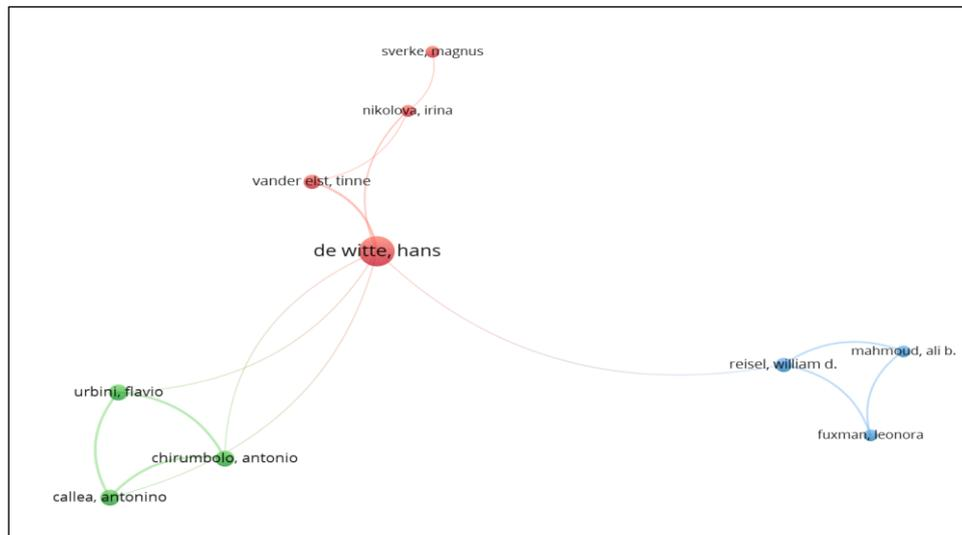 sverke, magnus
nikolova, irina
vander elst, tinne
de witte, hans
mahmoud, ali b.
reisel, william d.
urbini, flavio
fuxman, leonora
chirumbolo, antonio
callea, antonino